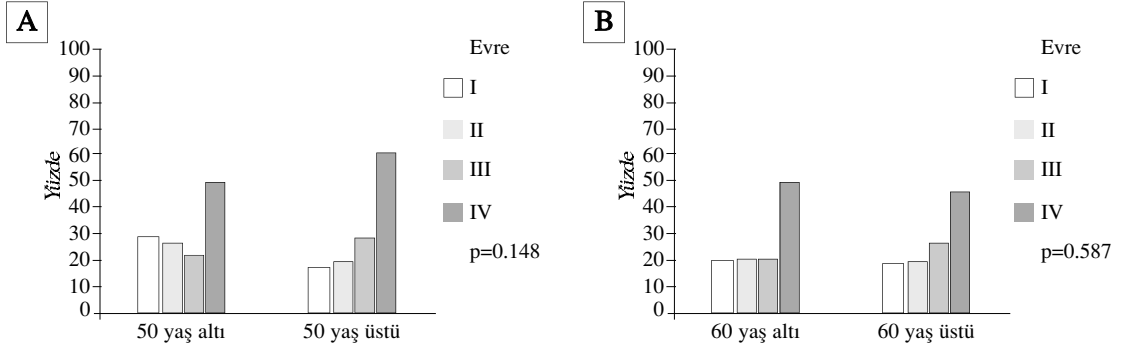 A
Yüzde
100
90
80
70
60
50
40
30
20
10
0
50 yaş altı
50 yaş üstü
Evre
I
II
III
IV
p=0.148
B
Yüzde
100
90
80
70
60
50
40
30
20
10
0
60 yaş altı
60 yaş üstü
Evre
I
II
III
IV
p=0.587